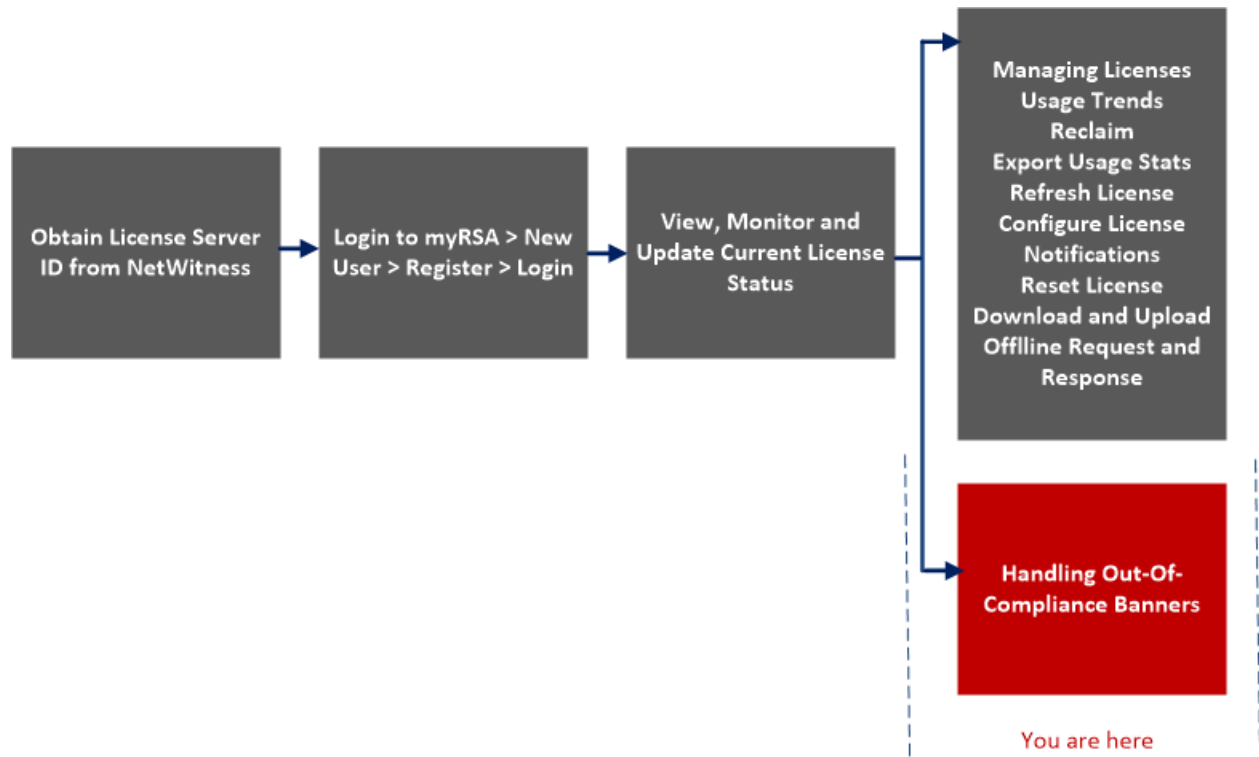 Obtain License Server
ID from NetWitness
Login to myRSA > New
User > Register > Login
View, Monitor and
Update Current License
Status
Managing Licenses
Usage Trends
Reclaim
Export Usage Stats
Refresh License
Configure License
Notifications
Reset License
Download and Upload
Offlline Request and
Response
Handling Out-Of-
Compliance Banners
You are here